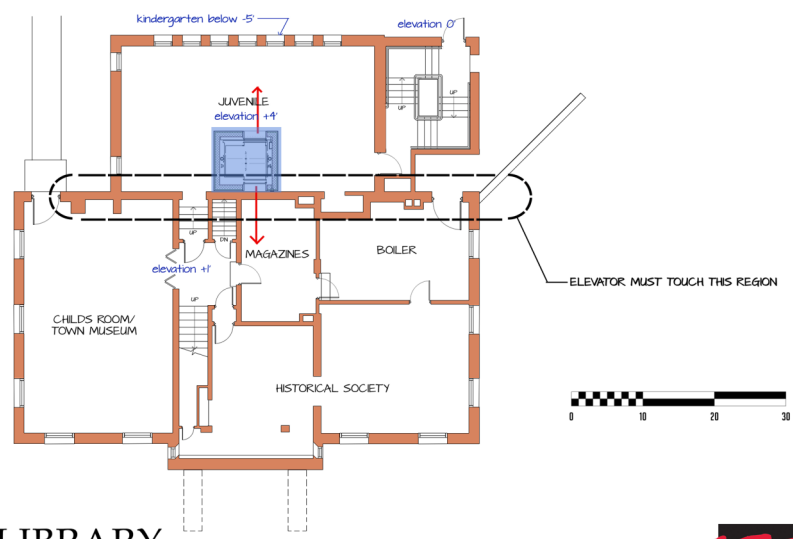 kindergarten below -5'
elevation 0'
UP
UP
JUVENILE
elevation +4'
UP
DN
MAGAZINES
BOILER
elevation +1'
ELEVATOR MUST TOUCH THIS REGION
UP
CHILDS ROOM/
TOWN MUSEUM
HISTORICAL SOCIETY
0 10 20 30
LIBRARY